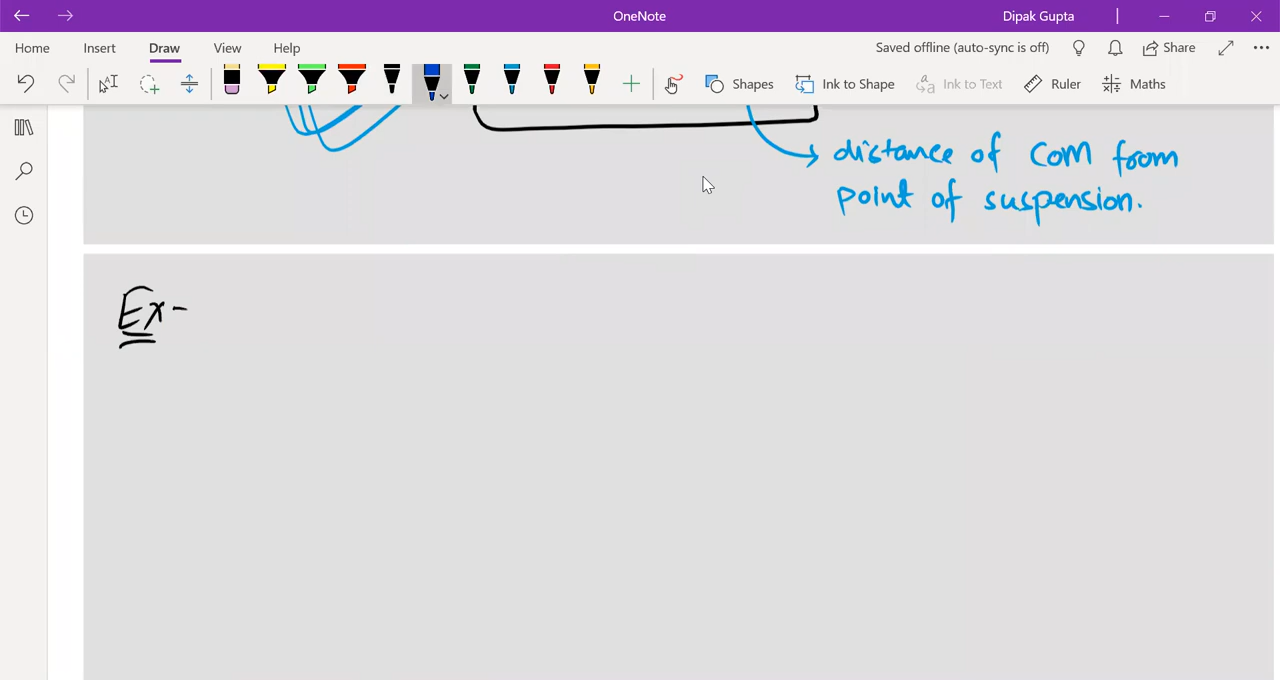 OneNote
Dipak Gupta
Home Insert Draw View Help
Saved offline (auto-sync is off) Share
Shapes Ink to Shape Ink to Text Ruler Maths
distance of COM from
point of suspension.
Ex -